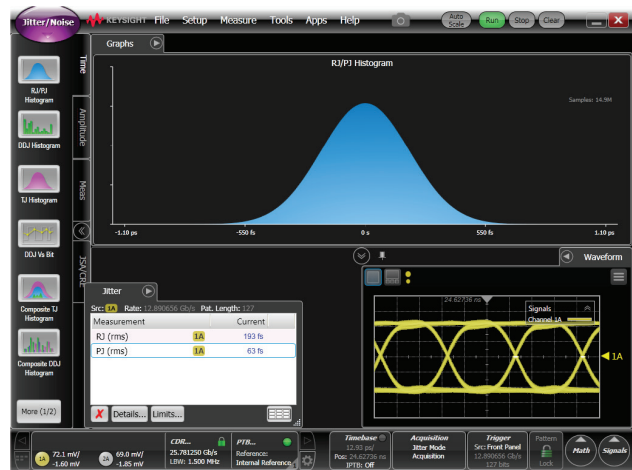 Jitter/Noise
KEYSIGHT File Setup Measure Tools Apps Help
Auto Scale Run Stop Clear
Graphs
RJ/PJ Histogram
Samples: 14.9M
-1.10 ps -550 fs 0 s 550 fs 1.10 ps
RJ/PJ
Histogram
DDJ Histogram
TJ Histogram
DDJ Vs Bit
Composite TJ
Histogram
Composite DDJ
Histogram
More (1/2)
Time
Amplitude
Meas
JSA/CRE
Waveform
24.62736 ns
Signals
Channel 1A
1A
Jitter
Src: 1A Rate: 12.890656 Gb/s Pat. Length: 127
Measurement Current
RJ (rms) 1A 193 fs
PJ (rms) 1A 63 fs
Details... Limits...
1A 72.1 mV/
-1.60 mV
2A 69.0 mV/
-1.85 mV
CDR...
25.781250 Gb/s
LBW: 1.500 MHz
PTB...
Reference:
Internal Reference
Timebase
12.93 ps/
Pos: 24.62736 ns
IPTB: Off
Acquisition
Jitter Mode
Acquisition
Trigger
Src: Front Panel
12.890656 Gb/s
127 bits
Pattern
Lock
Math
Signals